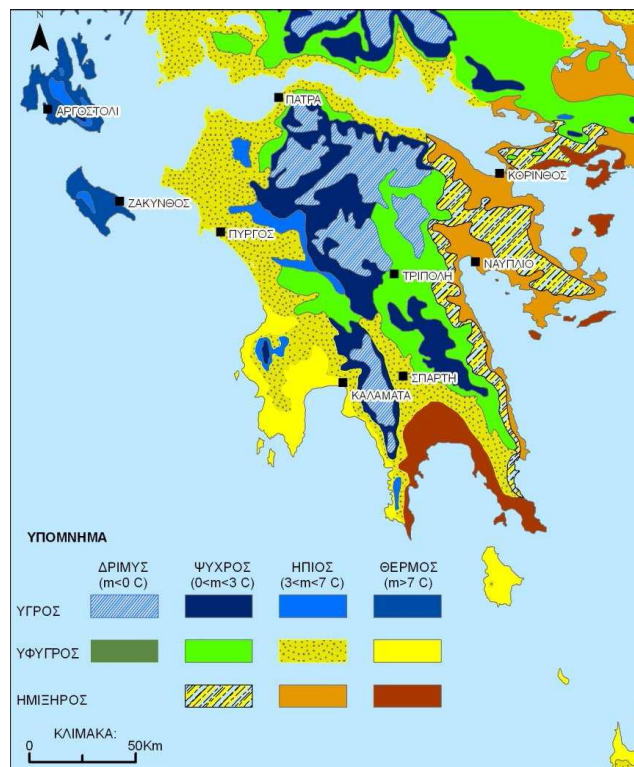 N
ΠΑΤΡΑ
ΑΡΓΟΣΤΟΛΙ
ΚΟΡΙΝΘΟΣ
ΖΑΚΥΝΘΟΣ
ΠΥΡΓΟΣ
ΝΑΥΠΛΙΟ
ΤΡΙΠΟΛΗ
ΣΠΑΡΤΗ
ΚΑΛΑΜΑΤΑ
ΥΠΟΜΝΗΜΑ
ΔΡΙΜΥΣ ΨΥΧΡΟΣ ΗΠΙΟΣ ΘΕΡΜΟΣ
(m<0 C) (0<m<3 C) (3<m<7 C) (m>7 C)
ΥΓΡΟΣ
ΥΦΥΓΡΟΣ
ΗΜΙΞΗΡΟΣ
ΚΛΙΜΑΚΑ:
0 50Km